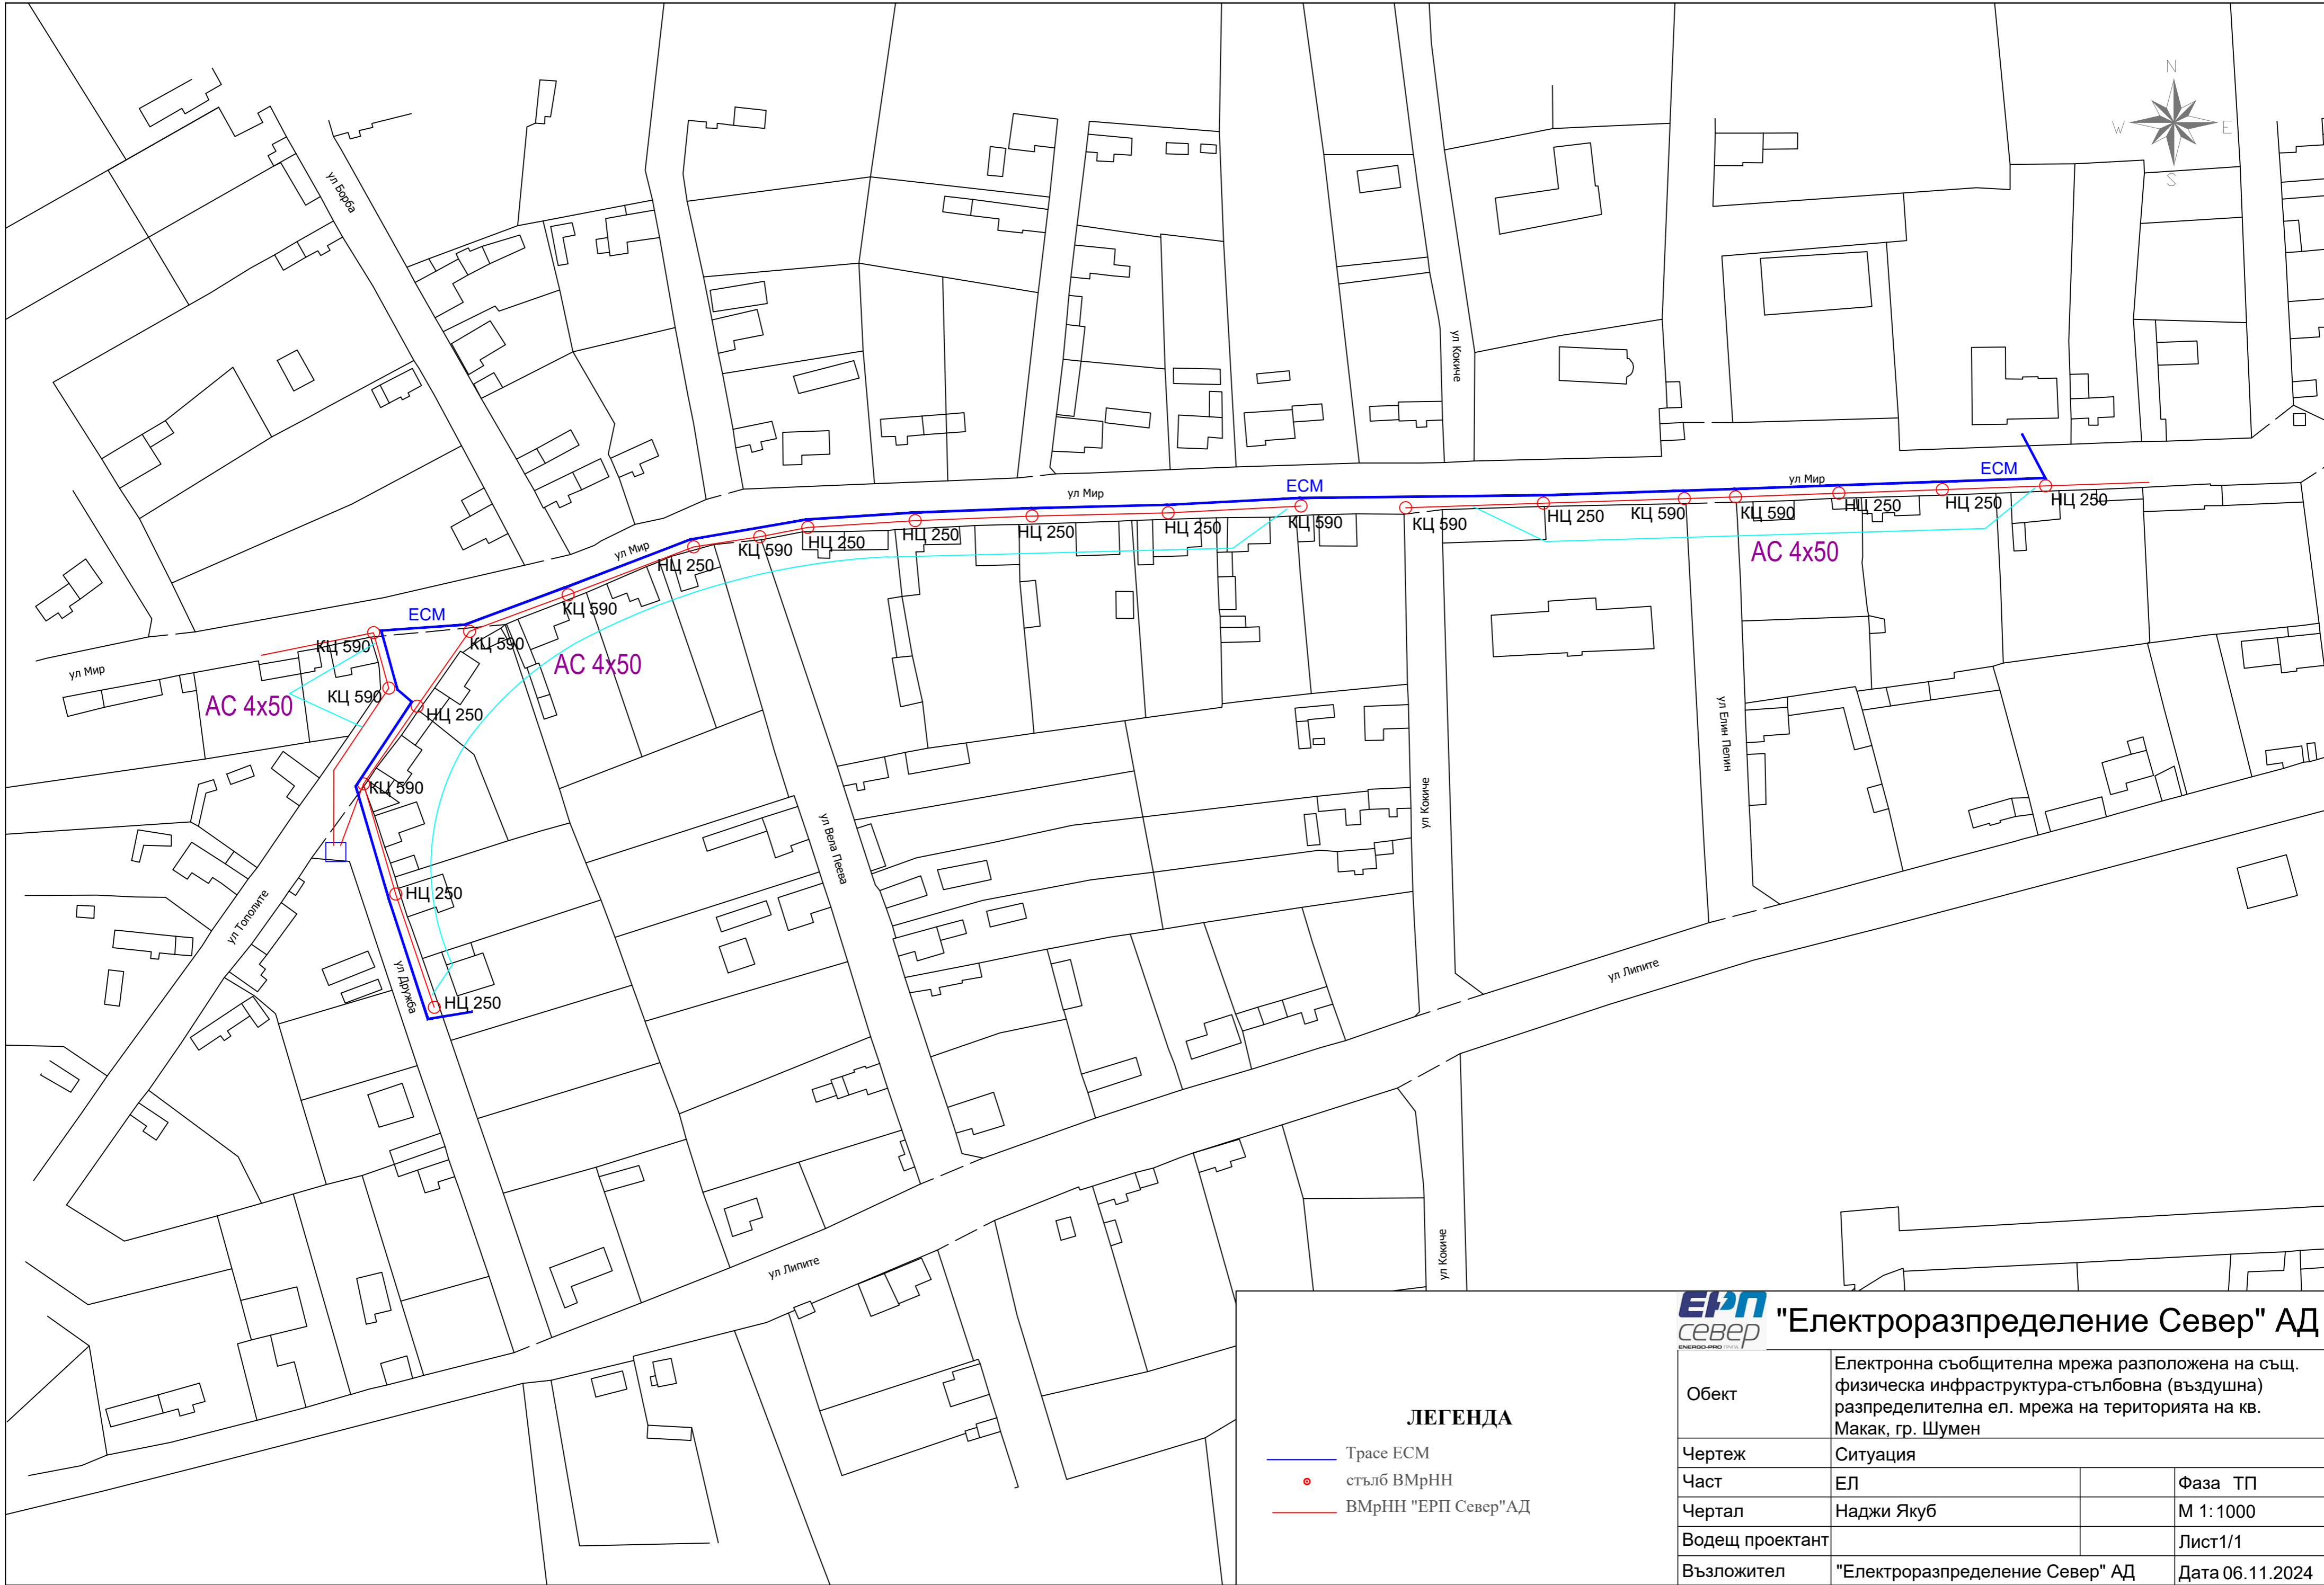 N
W
E
S
ул Борба
ул Кокиче
ЕСМ
ул Мир
ул Мир
ЕСМ
НЦ 250
НЦ 250
НЦ 250
КЦ 590
КЦ 590
НЦ 250
КЦ 590
КЦ 590
НЦ 250
НЦ 250
НЦ 250
НЦ 250
КЦ 590
НЦ 250
ул Мир
АС 4х50
КЦ 590
ЕСМ
КЦ 590
КЦ 590
АС 4х50
ул Мир
КЦ 590
АС 4х50
НЦ 250
ул Елин Пелин
КЦ 590
ул Кокиче
ул Вела Пеева
НЦ 250
ул Тополите
ул Дружба
НЦ 250
ул Липите
ул Липите
ул Кокиче
ЕРП
север
ENERGO-PRO ГРУПА
"Електроразпределение Север" АД
Обект
Електронна съобщителна мрежа разположена на същ.
физическа инфраструктура-стълбовна (въздушна)
разпределителна ел. мрежа на територията на кв.
Макак, гр. Шумен
Чертеж Ситуация
Част ЕЛ Фаза ТП
Чертал Наджи Якуб М 1:1000
Водещ проектант Лист1/1
Възложител "Електроразпределение Север" АД Дата 06.11.2024
ЛЕГЕНДА
Трасе ЕСМ
стълб ВМрНН
ВМрНН "ЕРП Север"АД